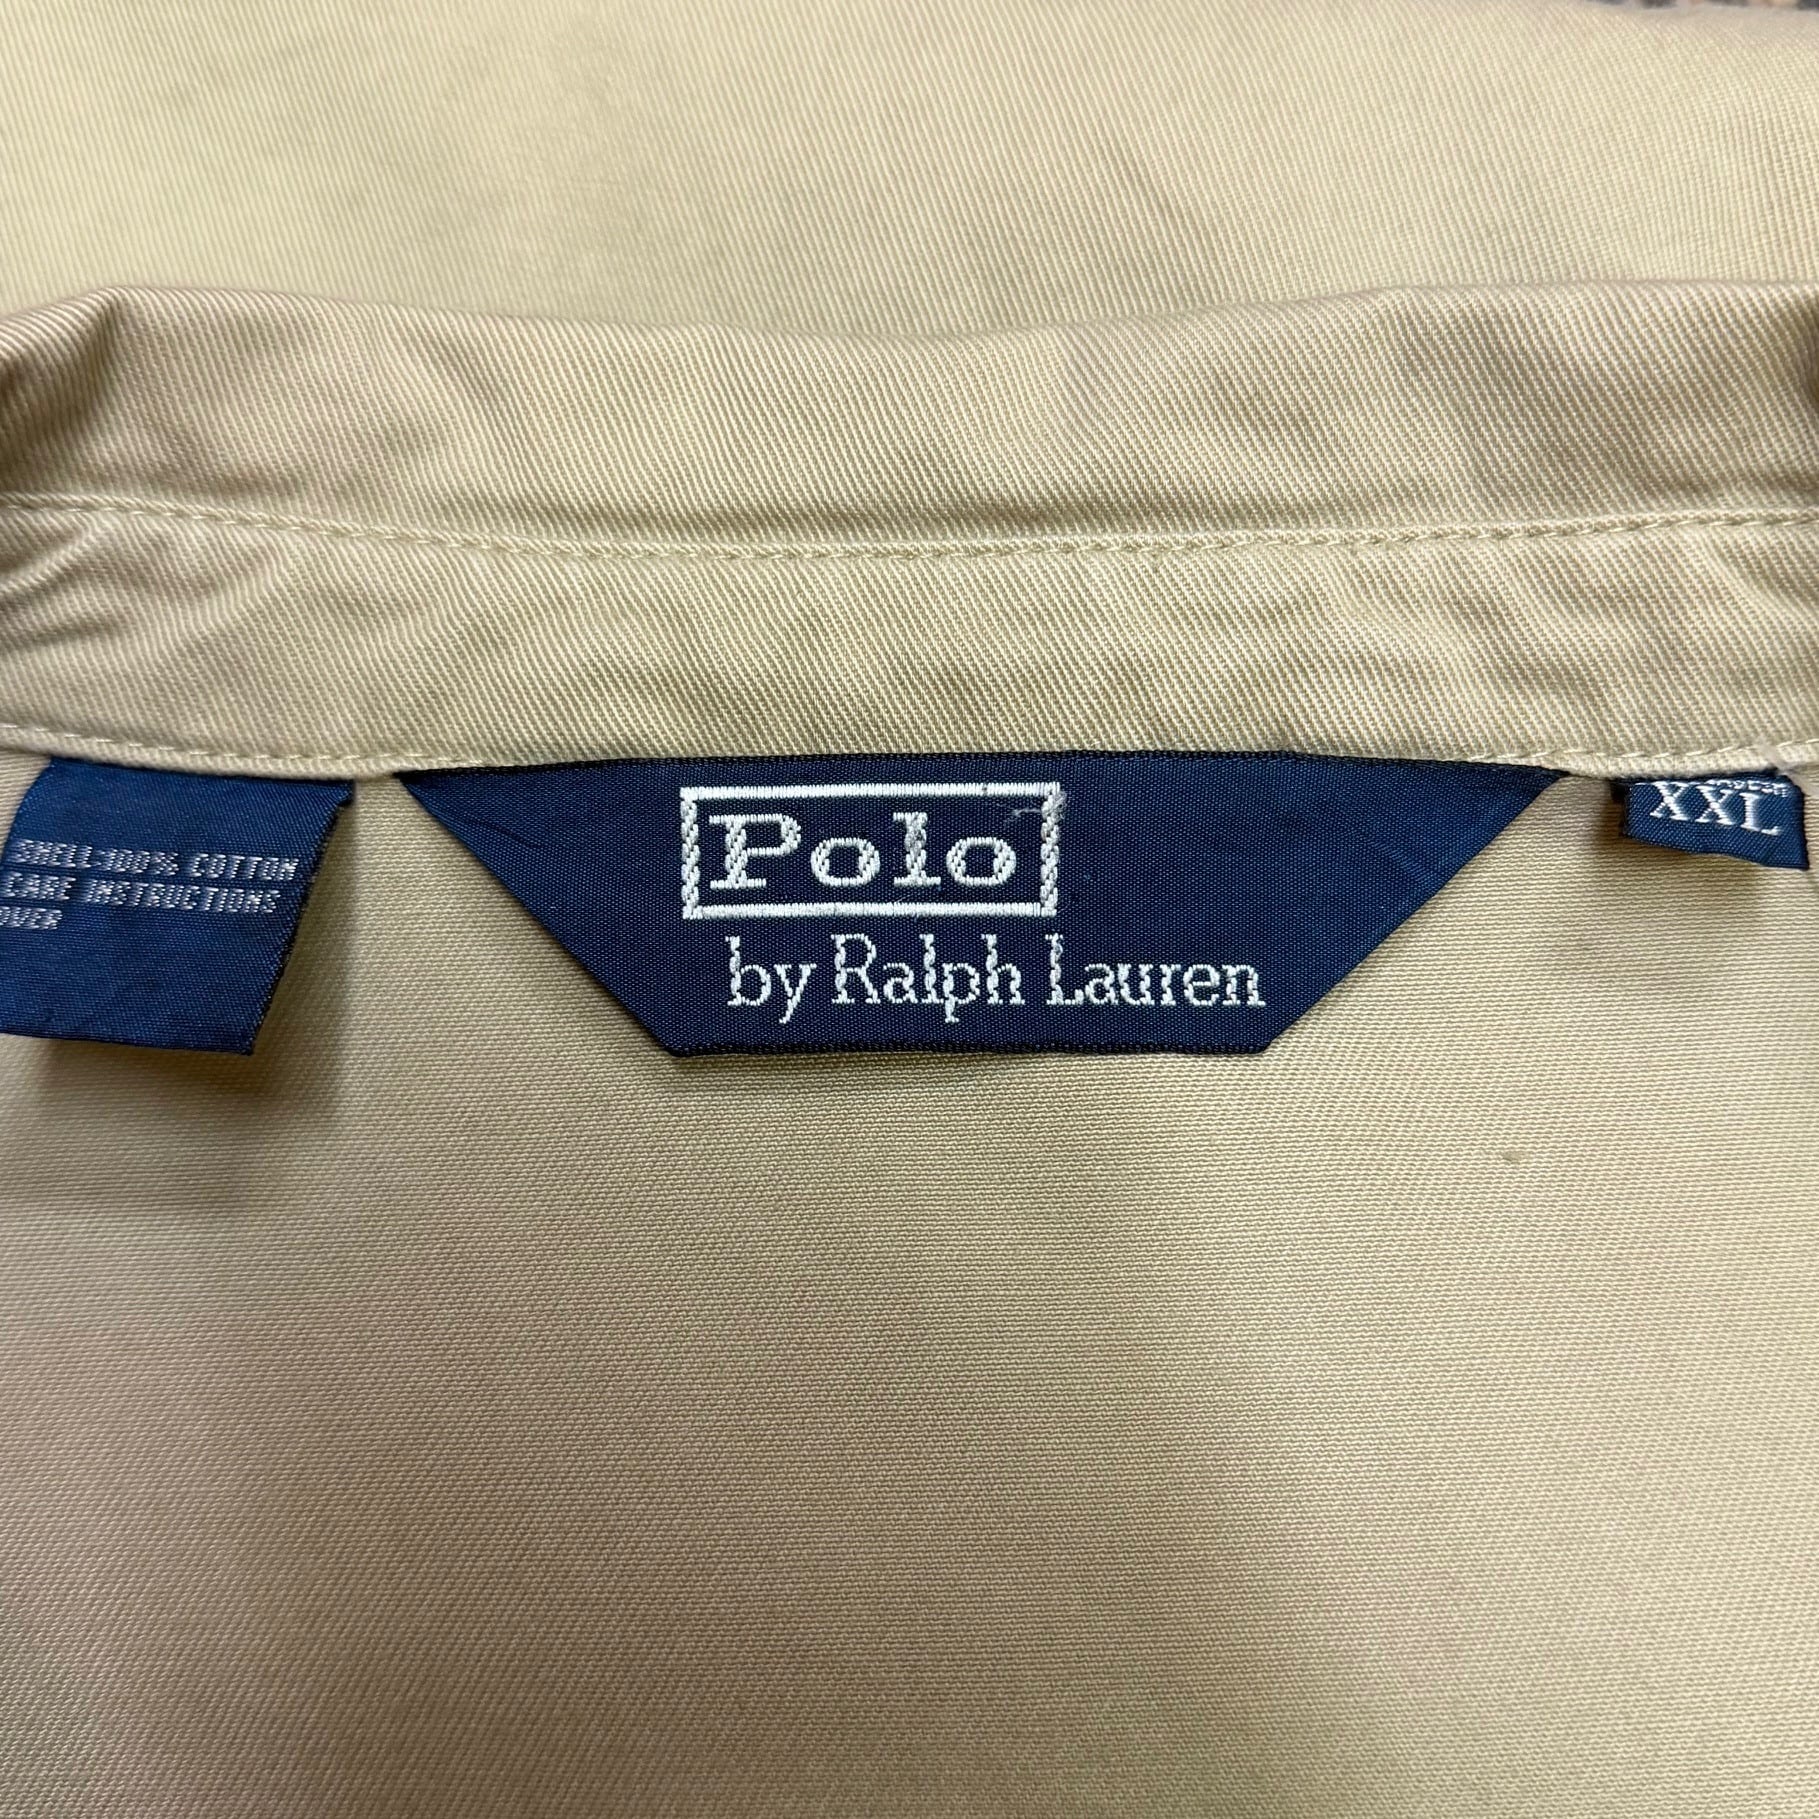 SHELL-100% COTTON
CARE INSTRUCTIONS
OVER
Polo
by Ralph Lauren
XXL